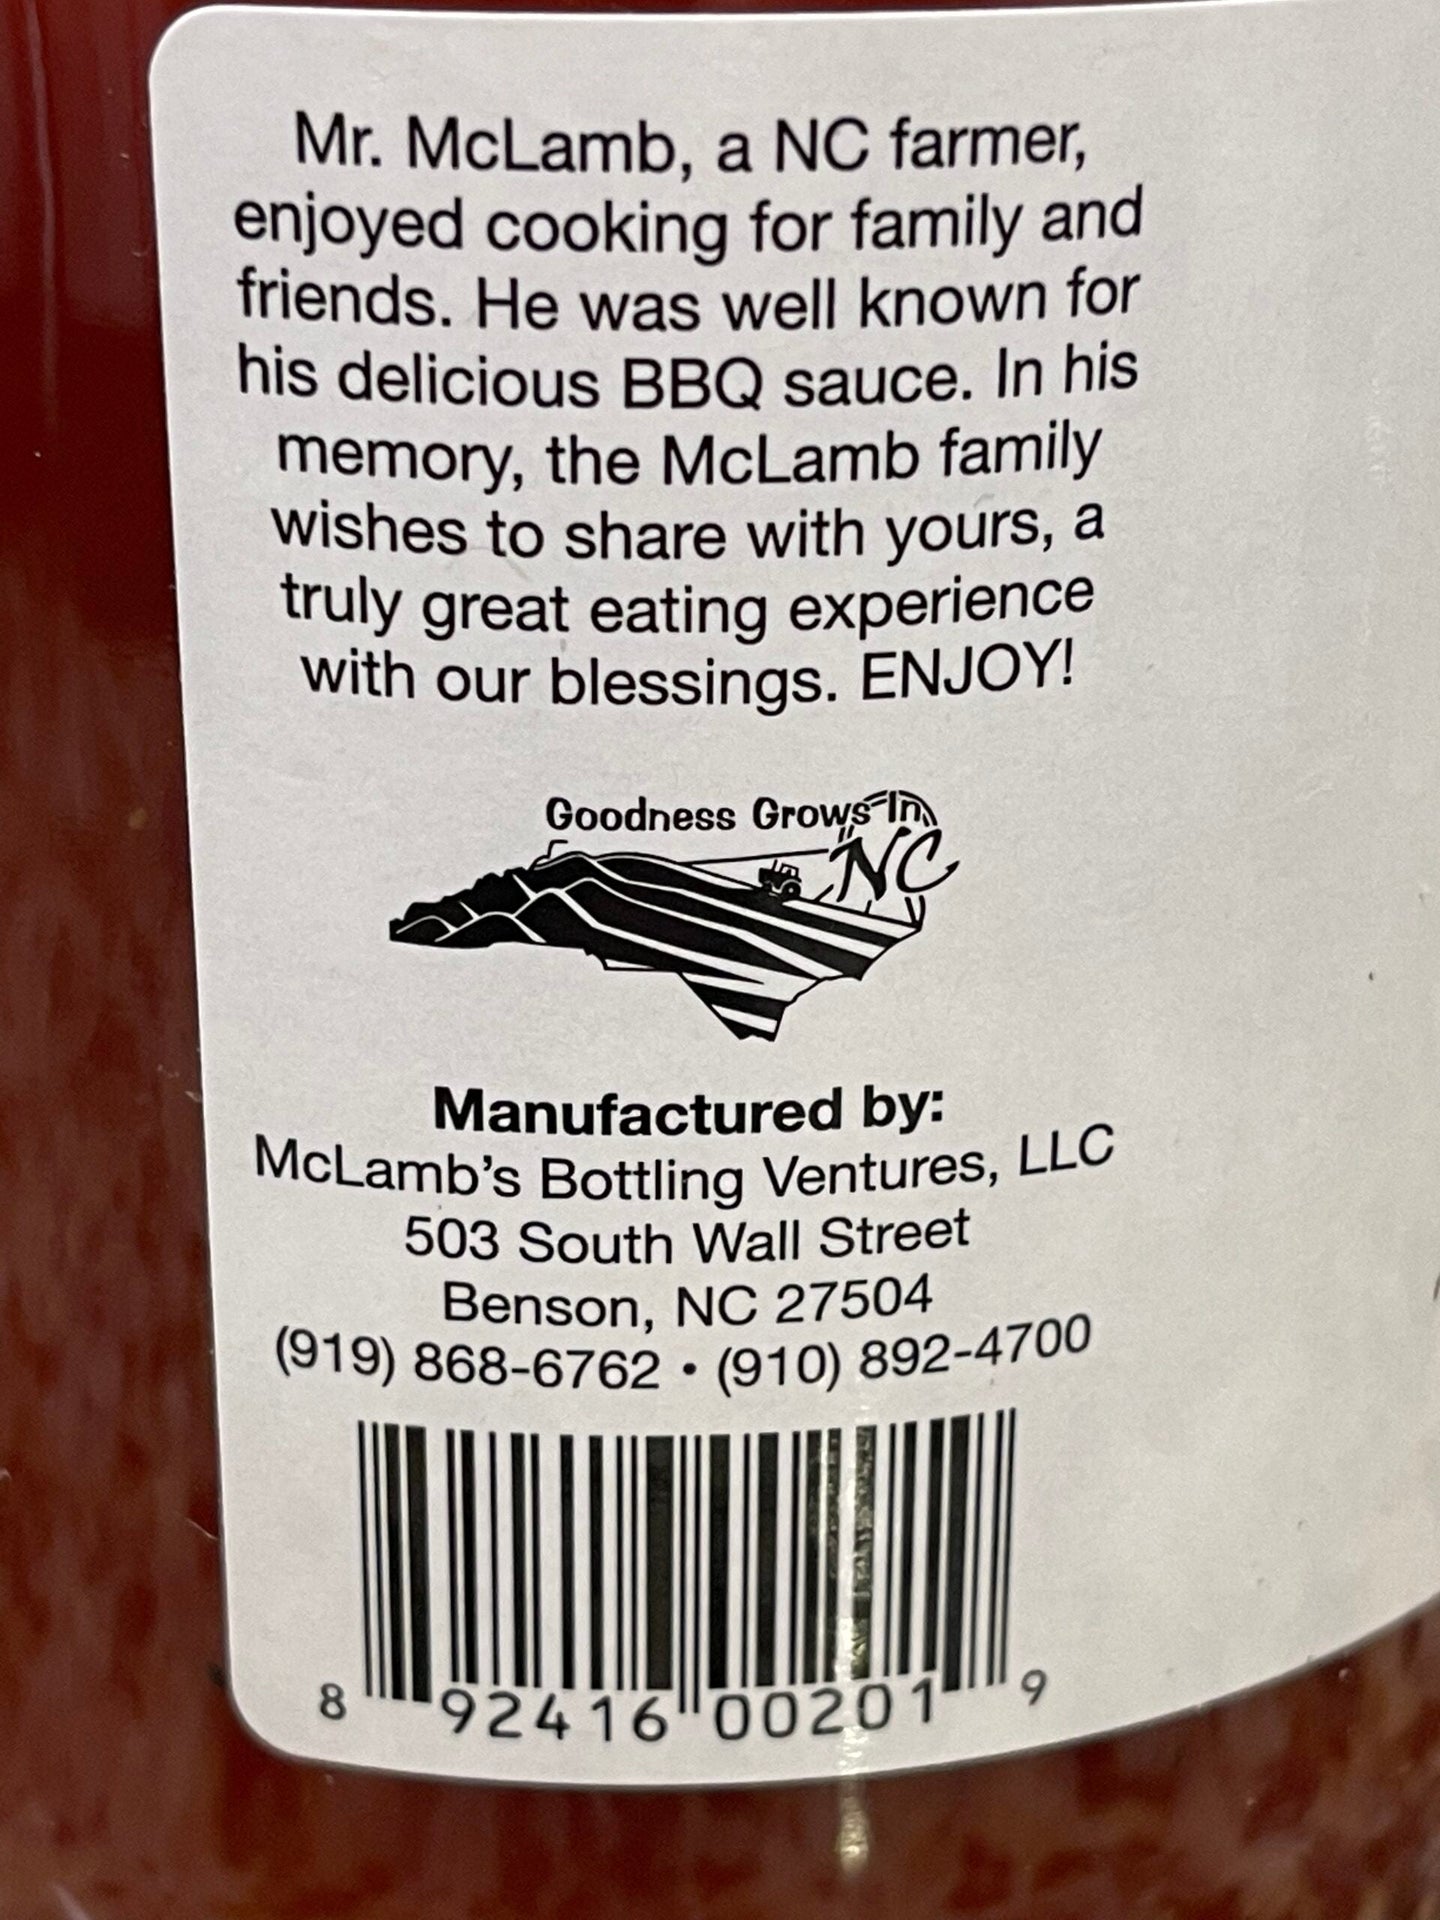 Mr. McLamb, a NC farmer,
enjoyed cooking for family and
friends. He was well known for
his delicious BBQ sauce. In his
memory, the McLamb family
wishes to share with yours, a
truly great eating experience
with our blessings. ENJOY!
Goodness Grows In
NC
Manufactured by:
McLamb's Bottling Ventures, LLC
503 South Wall Street
Benson, NC 27504
(919) 868-6762 • (910) 892-4700
8 92416 00201 9